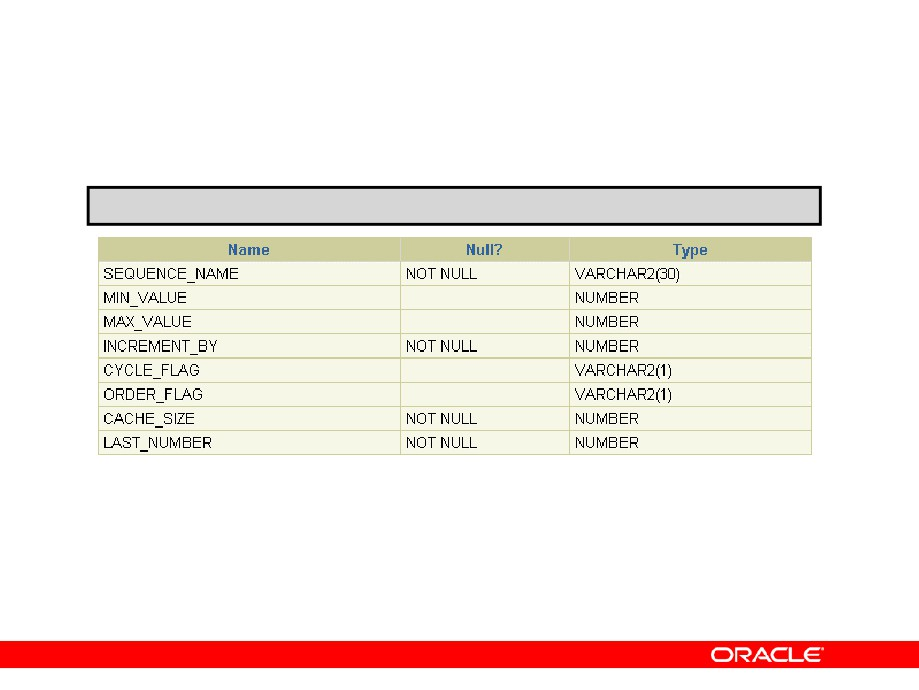 Name Null? Type
SEQUENCE_NAME NOT NULL VARCHAR2(30)
MIN_VALUE NUMBER
MAX_VALUE NUMBER
INCREMENT_BY NOT NULL NUMBER
CYCLE_FLAG VARCHAR2(1)
ORDER_FLAG VARCHAR2(1)
CACHE_SIZE NOT NULL NUMBER
LAST_NUMBER NOT NULL NUMBER
ORACLE